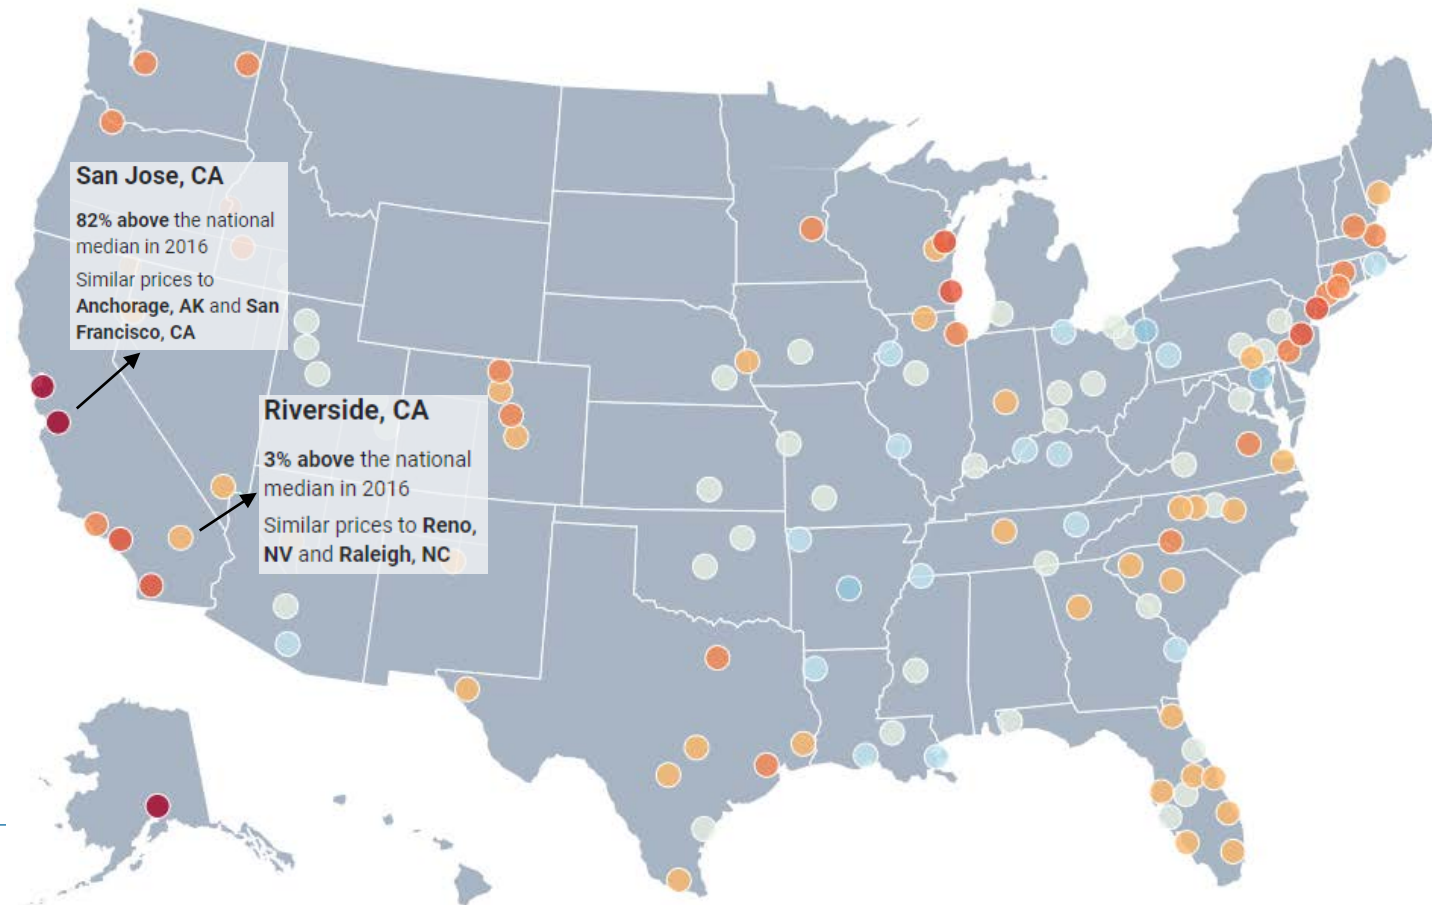 San Jose, CA
82% above the national
median in 2016
Similar prices to
Anchorage, AK and San
Francisco, CA
Riverside, CA
3% above the national
median in 2016
Similar prices to Reno,
NV and Raleigh, NC